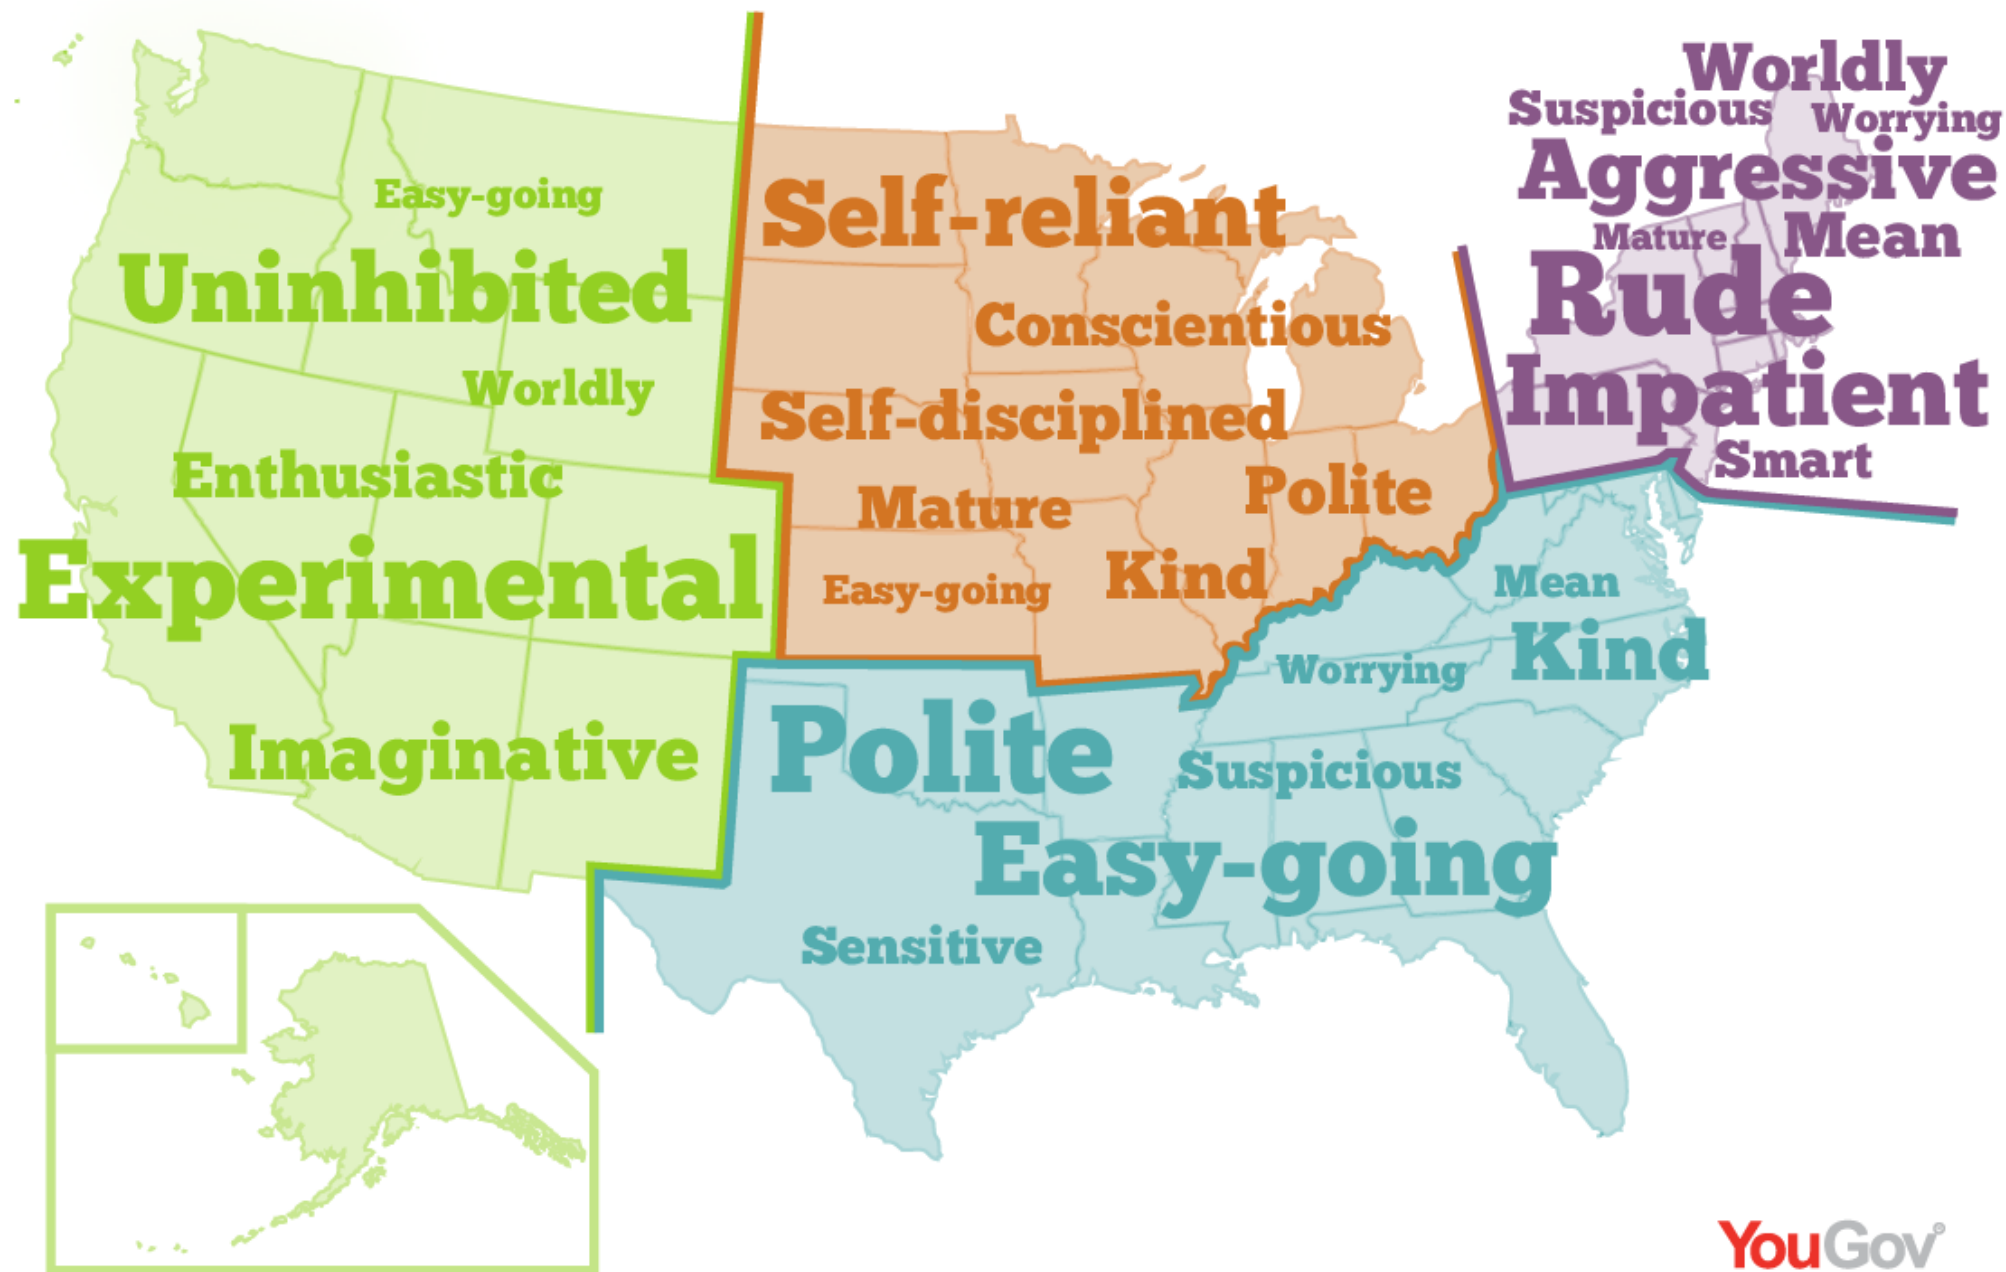 Easy-going
Uninhibited
Worldly
Enthusiastic
Experimental
Imaginative
Self-reliant
Conscientious
Self-disciplined
Mature
Polite
Easy-going
Kind
Worldly
Suspicious
Worrying
Aggressive
Mature
Mean
Rude
Impatient
Smart
Mean
Kind
Worrying
Polite
Suspicious
Easy-going
Sensitive
YouGov®